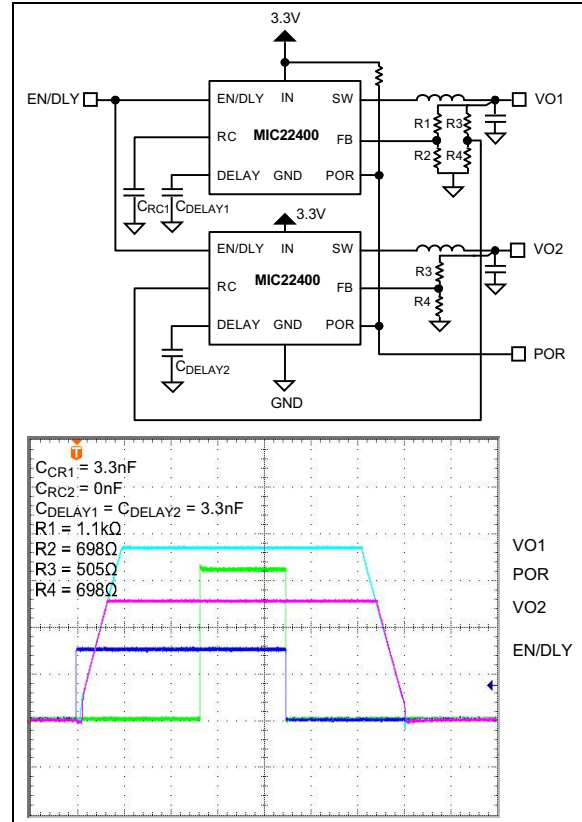 3.3V
EN/DLY
EN/DLY IN SW
VO1
RC MIC22400 FB
R1 R3
R2 R4
DELAY GND POR
CRC1 CDELAY1
3.3V
EN/DLY IN SW
VO2
RC MIC22400 FB
R3
R4
DELAY GND POR
POR
CDELAY2
GND
T
CCR1 = 3.3nF
CRC2 = 0nF
CDELAY1 = CDELAY2 = 3.3nF
R1 = 1.1kΩ
R2 = 698Ω
R3 = 505Ω
R4 = 698Ω
VO1
POR
VO2
EN/DLY